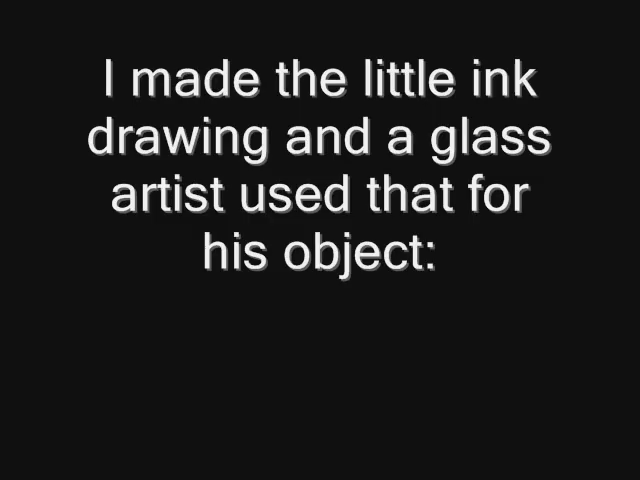 I made the little ink
drawing and a glass
artist used that for
his object: